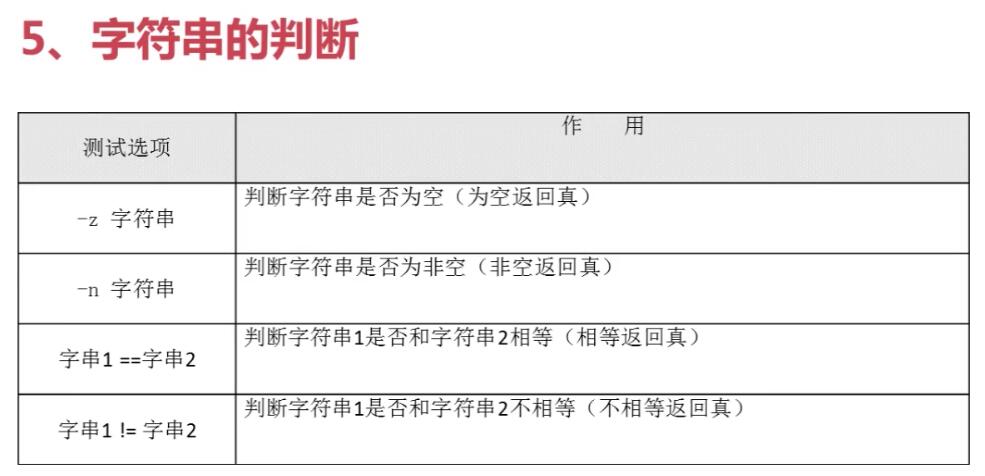 5、字符串的判断
测试选项
作 用
-z 字符串
判断字符串是否为空（为空返回真）
-n 字符串
判断字符串是否为非空（非空返回真）
字串1 ==字串2
判断字符串1是否和字符串2相等（相等返回真）
字串1 != 字串2
判断字符串1是否和字符串2不相等（不相等返回真）